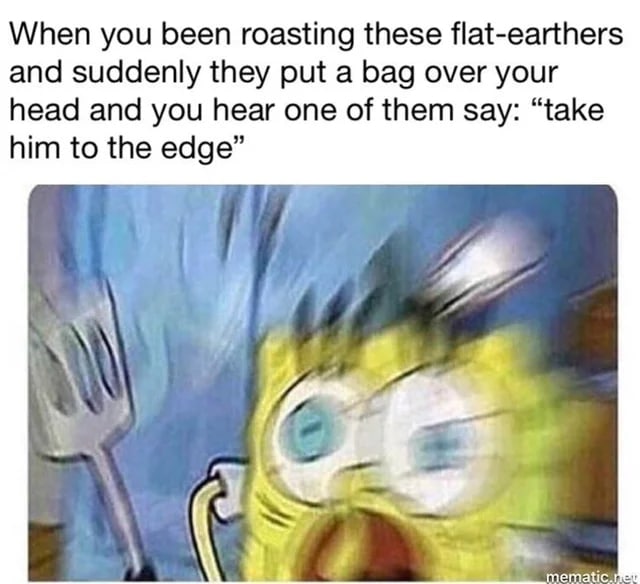 When you been roasting these flat-earthers
and suddenly they put a bag over your
head and you hear one of them say: “take
him to the edge”
mematic.net